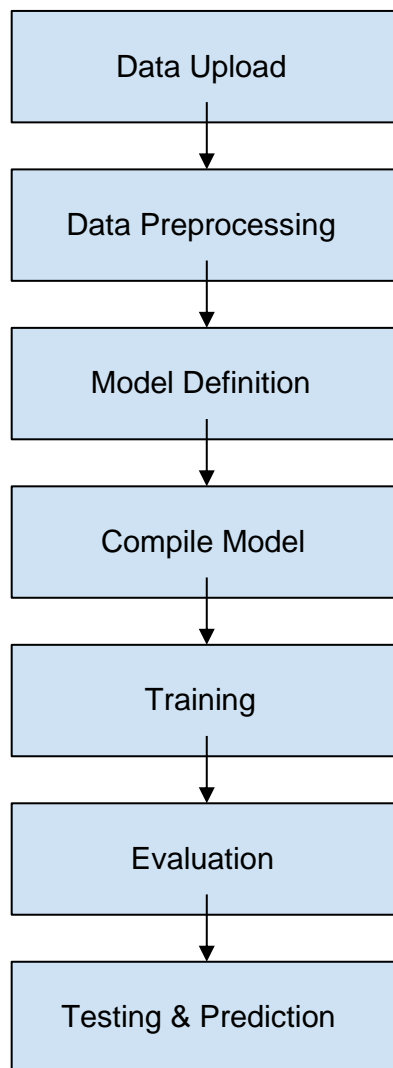 Data Upload
Data Preprocessing
Model Definition
Compile Model
Training
Evaluation
Testing & Prediction